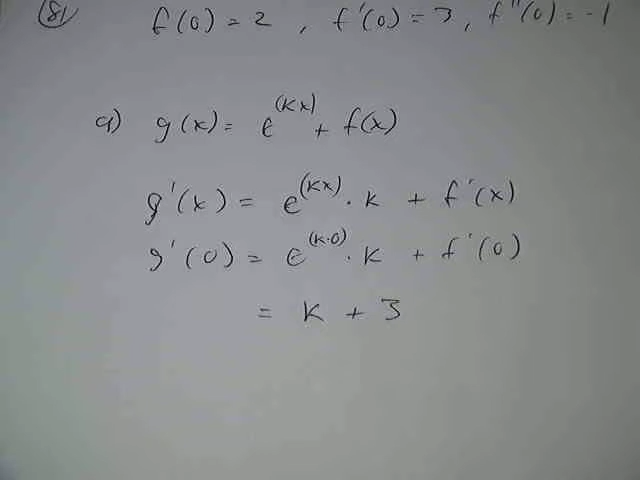 81 f(0) = 2 , f'(0) = 3 , f''(0) = -1
a) g(x) = e^(kx) + f(x)
g'(x) = e^(kx) · k + f'(x)
g'(0) = e^(k·0) · k + f'(0)
= k + 3